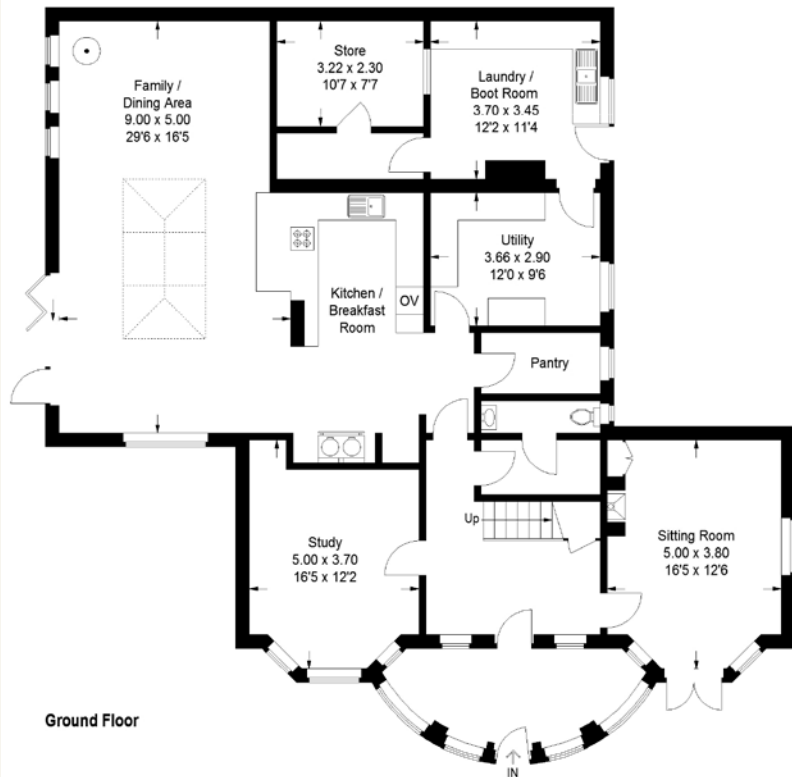 Family /
Dining Area
9.00 x 5.00
29'6 x 16'5
Store
3.22 x 2.30
10'7 x 7'7
Laundry /
Boot Room
3.70 x 3.45
12'2 x 11'4
Utility
3.66 x 2.90
12'0 x 9'6
Kitchen /
Breakfast
Room
OV
Pantry
Up
Study
5.00 x 3.70
16'5 x 12'2
Sitting Room
5.00 x 3.80
16'5 x 12'6
Ground Floor
IN